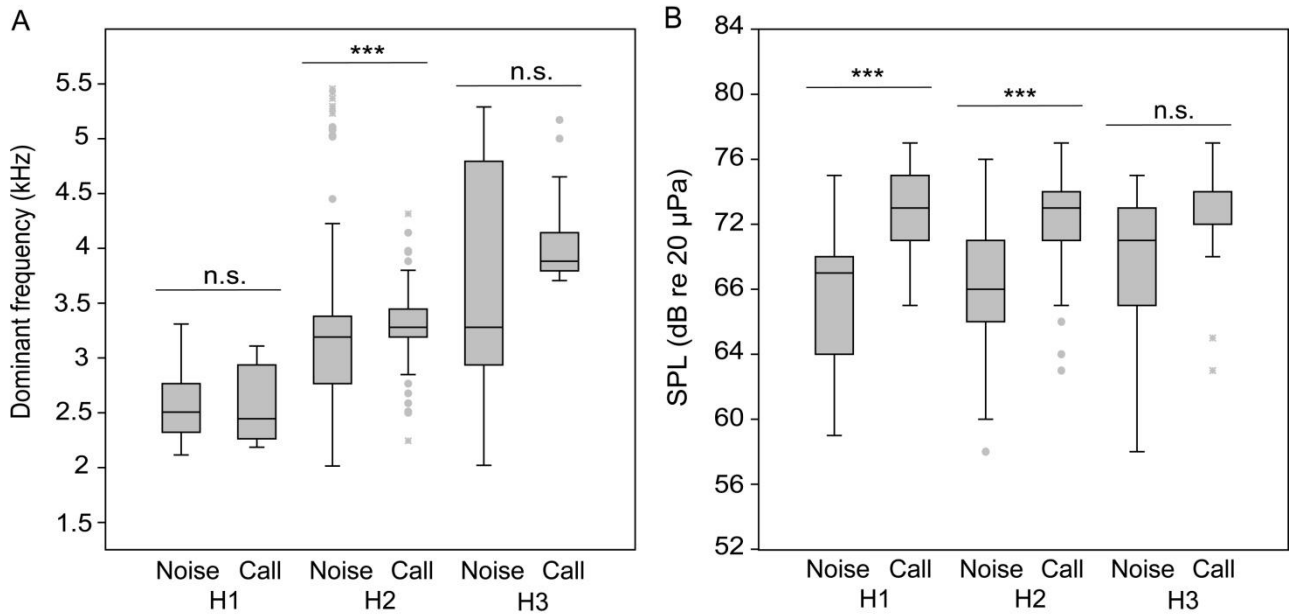 A
Dominant frequency (kHz)
5.5
5
4.5
4
3.5
3
2.5
2
1.5
n.s.
***
n.s.
Noise Call Noise Call Noise Call
H1 H2 H3
B
SPL (dB re 20 µPa)
84
80
76
72
66
64
60
56
52
***
***
n.s.
Noise Call Noise Call Noise Call
H1 H2 H3